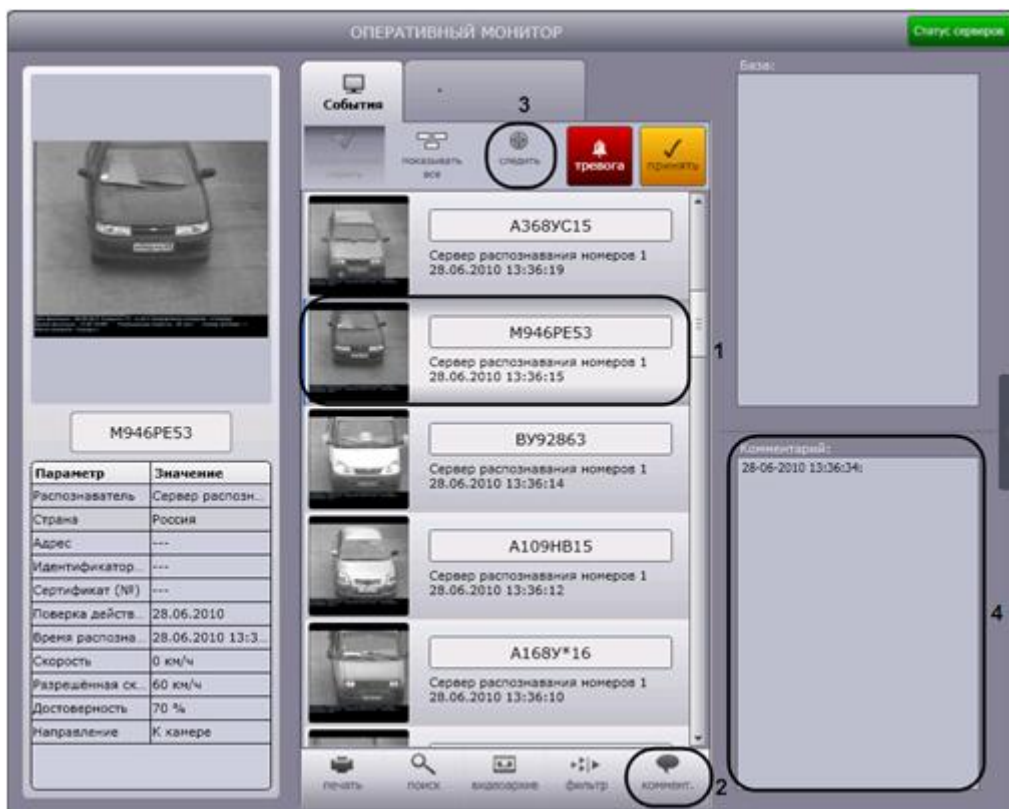 ОПЕРАТИВНЫЙ МОНИТОР
Статус серверов
М946РЕ53
Параметр Значение
Распознаватель Сервер распозн...
Страна Россия
Адрес ---
Идентификатор... ---
Сертификат (№) ---
Поверка действ... 28.06.2010
Время распозна... 28.06.2010 13:3...
Скорость 0 км/ч
Разрешённая ск... 60 км/ч
Достоверность 70 %
Направление К камере
События
3
показывать все
следить
тревога
принять
А368УС15
Сервер распознавания номеров 1
28.06.2010 13:36:19
М946РЕ53
Сервер распознавания номеров 1
28.06.2010 13:36:15
1
ВУ92863
Сервер распознавания номеров 1
28.06.2010 13:36:14
А109НВ15
Сервер распознавания номеров 1
28.06.2010 13:36:12
А168У*16
Сервер распознавания номеров 1
28.06.2010 13:36:10
печать
поиск
видеоархив
фильтр
коммент.
2
База:
Комментарий:
28-06-2010 13:36:34:
4